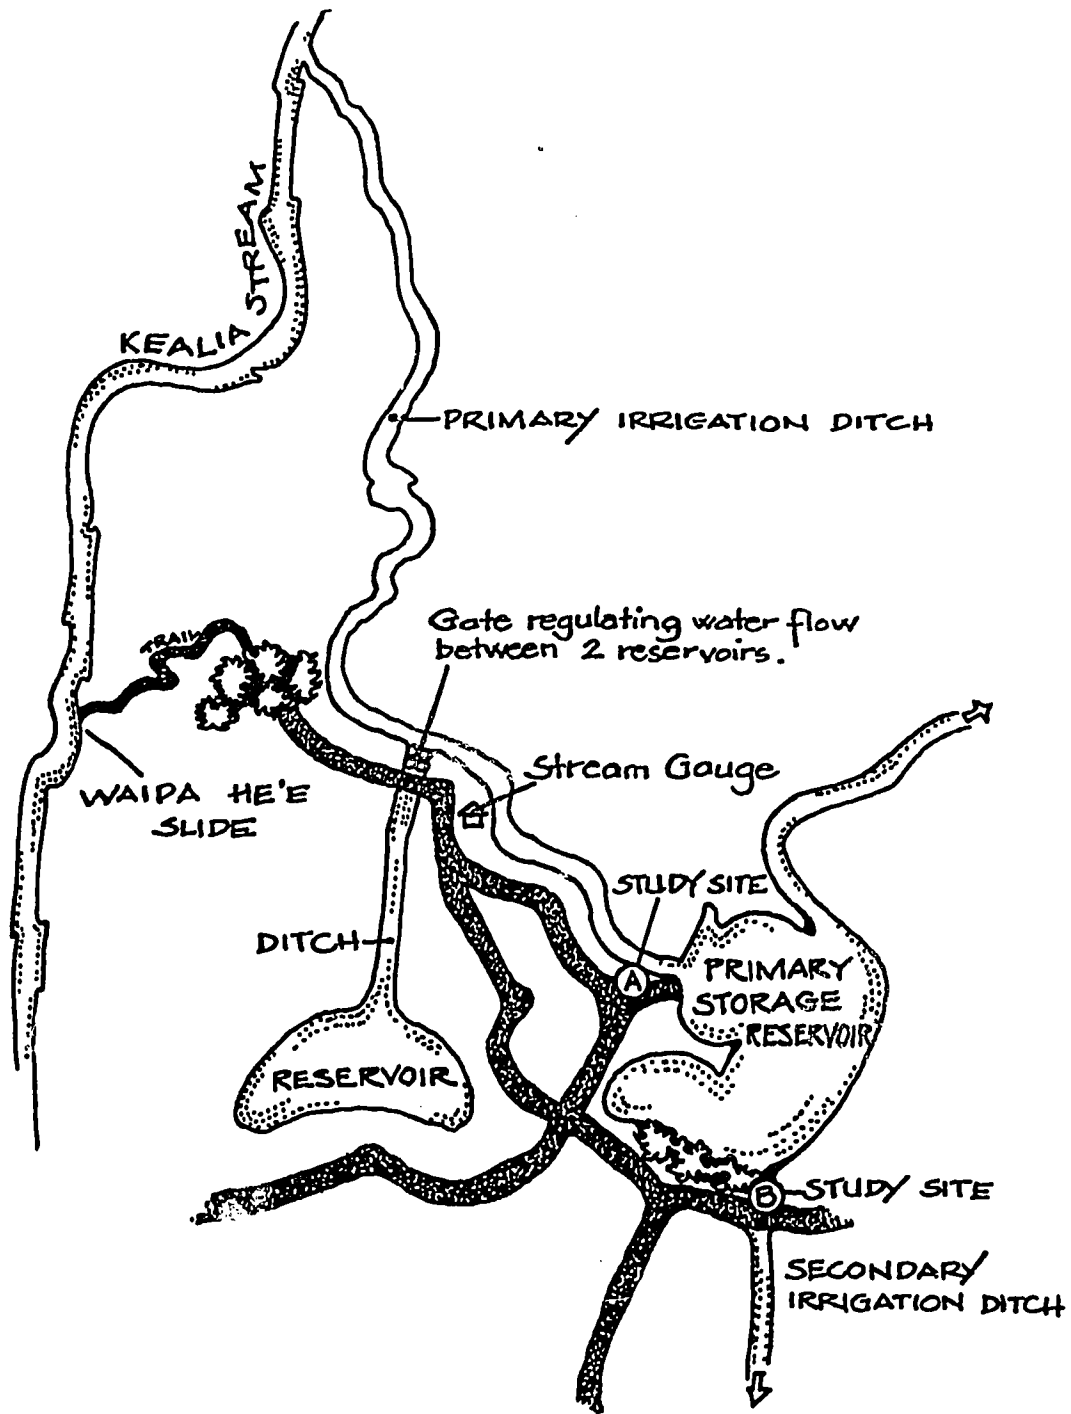 KEALIA STREAM
PRIMARY IRRIGATION DITCH
Gate regulating water flow
between 2 reservoirs.
TRAIL
Stream Gauge
WAIPA HE'E
SLIDE
STUDY SITE
A
DITCH
PRIMARY
STORAGE
RESERVOIR
RESERVOIR
B
STUDY SITE
SECONDARY
IRRIGATION DITCH